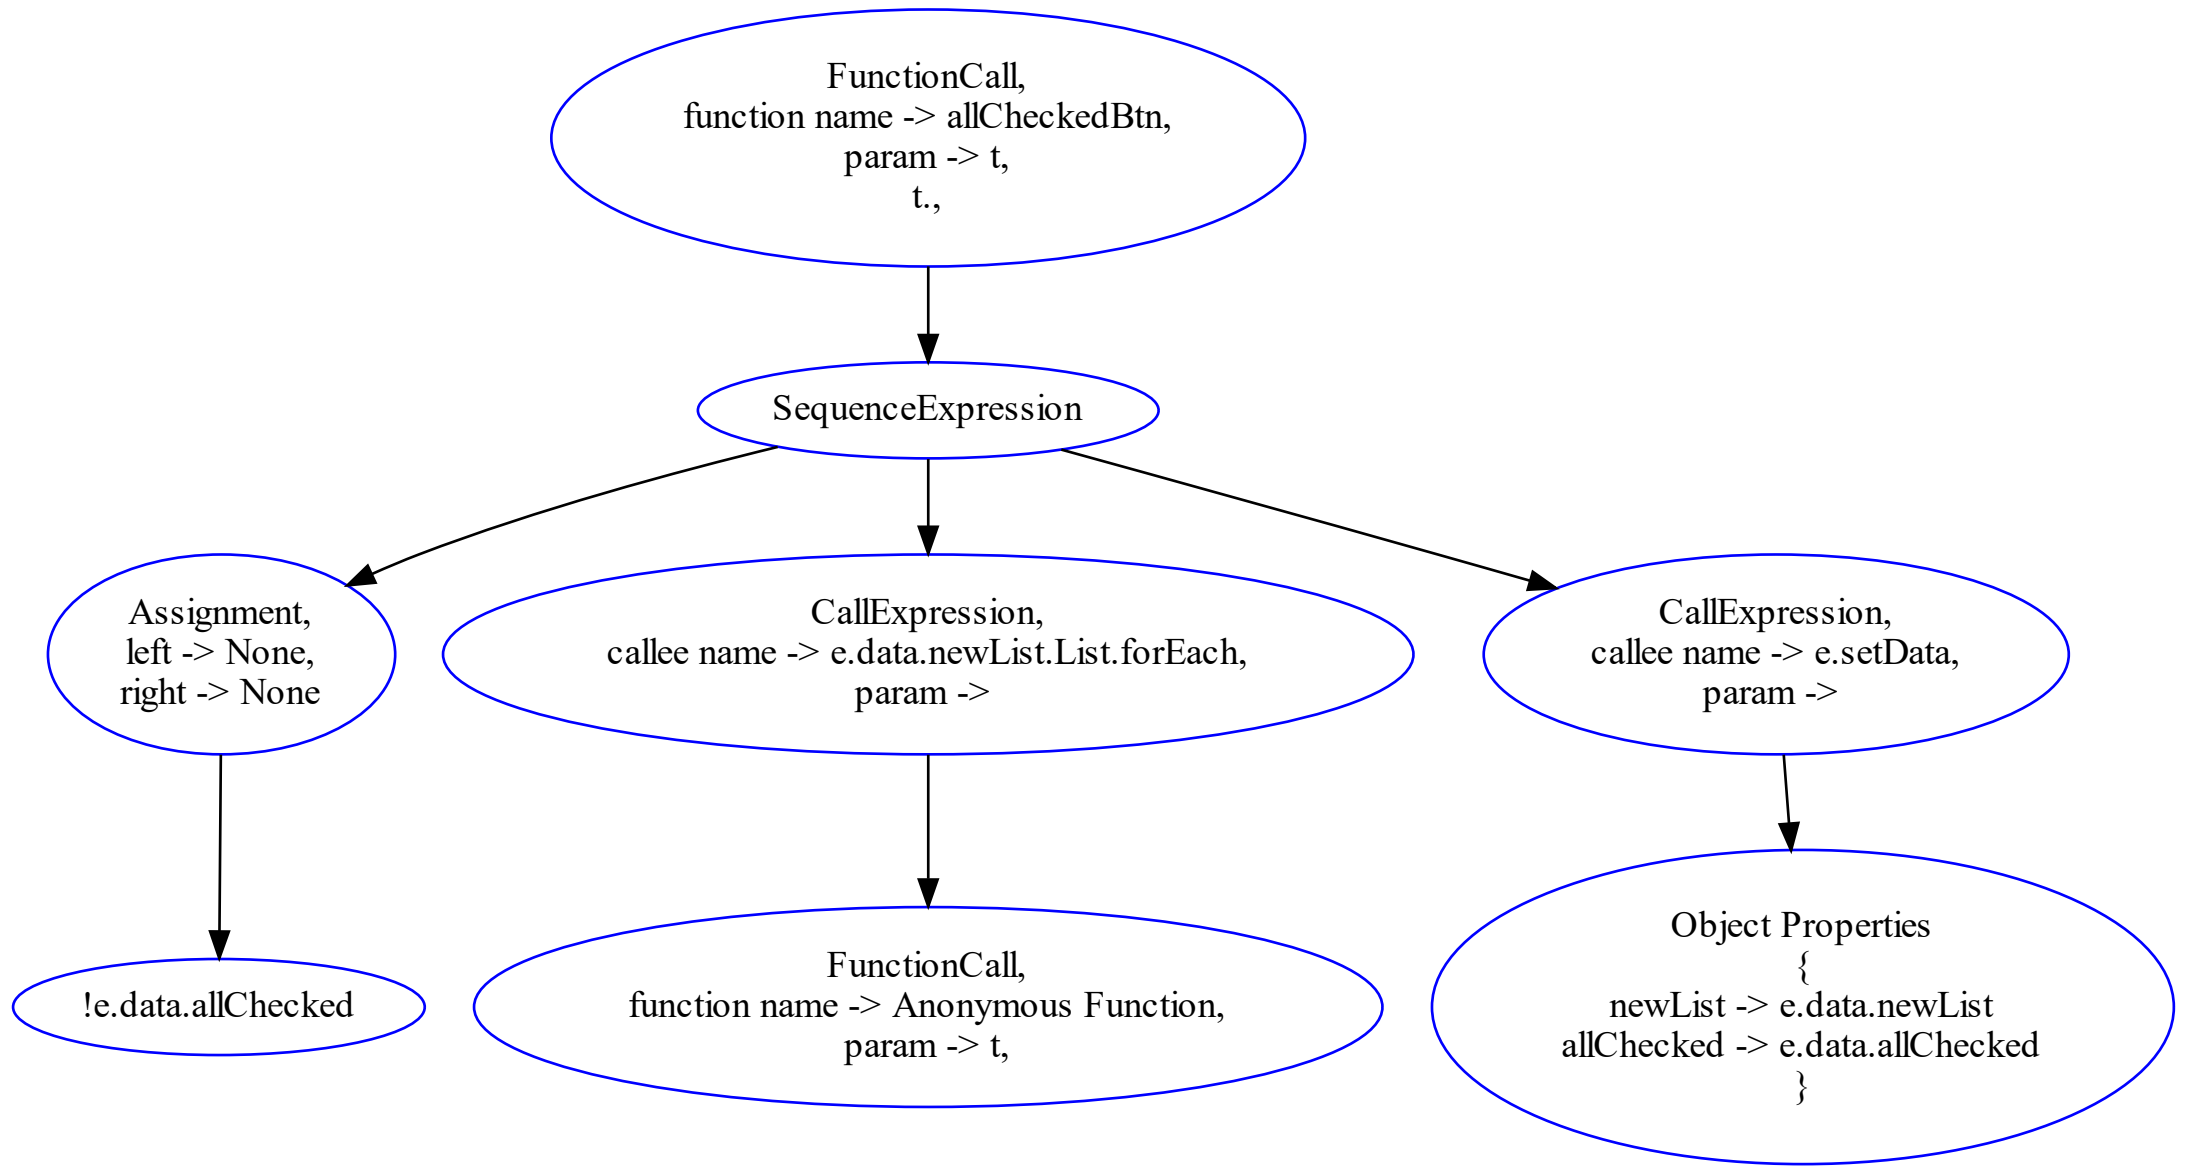 FunctionCall,
function name -> allCheckedBtn,
param -> t,
t.,
SequenceExpression
Assignment,
left -> None,
right -> None
CallExpression,
callee name -> e.data.newList.List.forEach,
param ->
CallExpression,
callee name -> e.setData,
param ->
!e.data.allChecked
FunctionCall,
function name -> Anonymous Function,
param -> t,
Object Properties
{
newList -> e.data.newList
allChecked -> e.data.allChecked
}